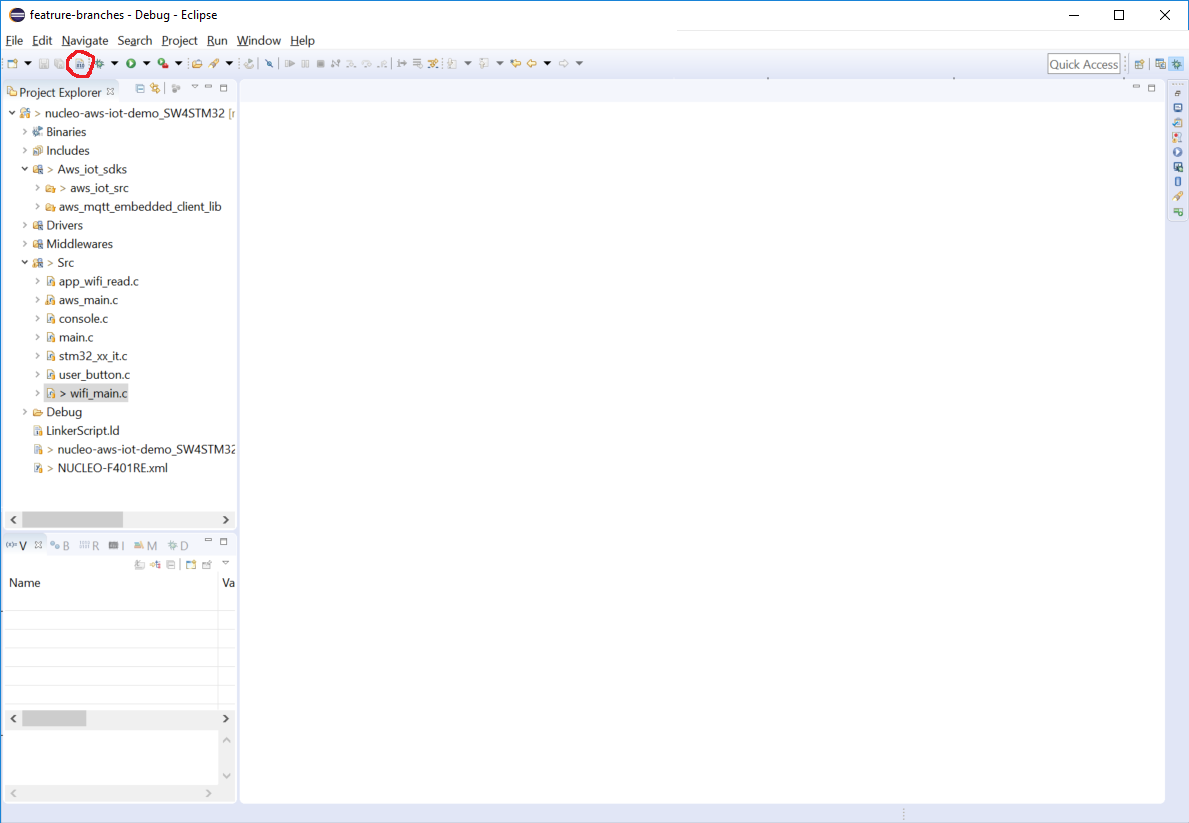 featrure-branches - Debug - Eclipse
File Edit Navigate Search Project Run Window Help
Quick Access
Project Explorer
> nucleo-aws-iot-demo_SW4STM32 [r
Binaries
Includes
> Aws_iot_sdks
> aws_iot_src
aws_mqtt_embedded_client_lib
Drivers
Middlewares
> Src
app_wifi_read.c
aws_main.c
console.c
main.c
stm32_xx_it.c
user_button.c
> wifi_main.c
Debug
LinkerScript.ld
> nucleo-aws-iot-demo_SW4STM32
> NUCLEO-F401RE.xml
(x)= V B R I M D
Name Va